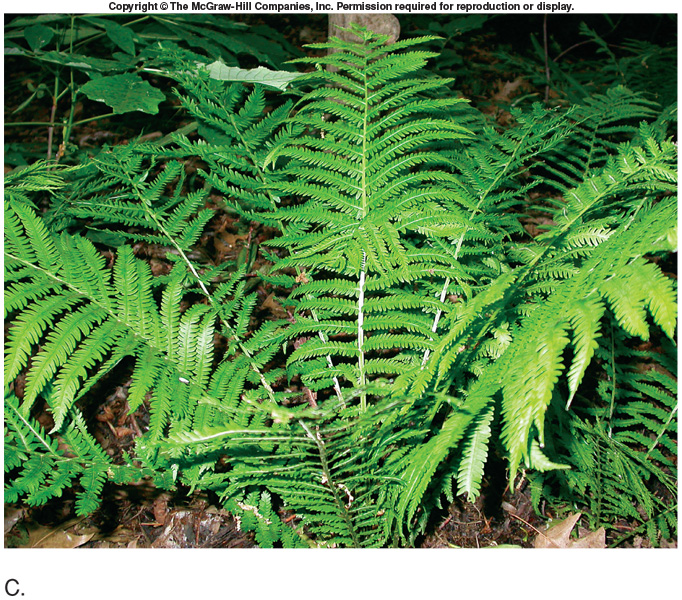 Copyright © The McGraw-Hill Companies, Inc. Permission required for reproduction or display.
C.